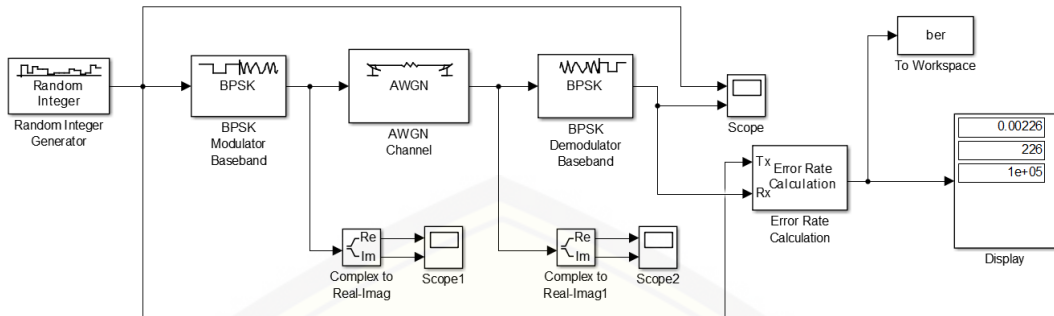 Random
Integer
Random Integer
Generator
BPSK
BPSK
Modulator
Baseband
AWGN
AWGN
Channel
BPSK
BPSK
Demodulator
Baseband
Scope
ber
To Workspace
Tx
Rx
Error Rate
Calculation
Error Rate
Calculation
0.00226
226
1e+05
Display
Re
Im
Complex to
Real-Imag
Scope1
Re
Im
Complex to
Real-Imag1
Scope2